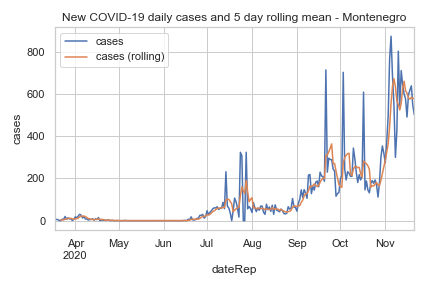 New COVID-19 daily cases and 5 day rolling mean - Montenegro
cases
cases (rolling)
800
600
400
200
0
cases
Apr May Jun Jul Aug Sep Oct Nov
2020
dateRep